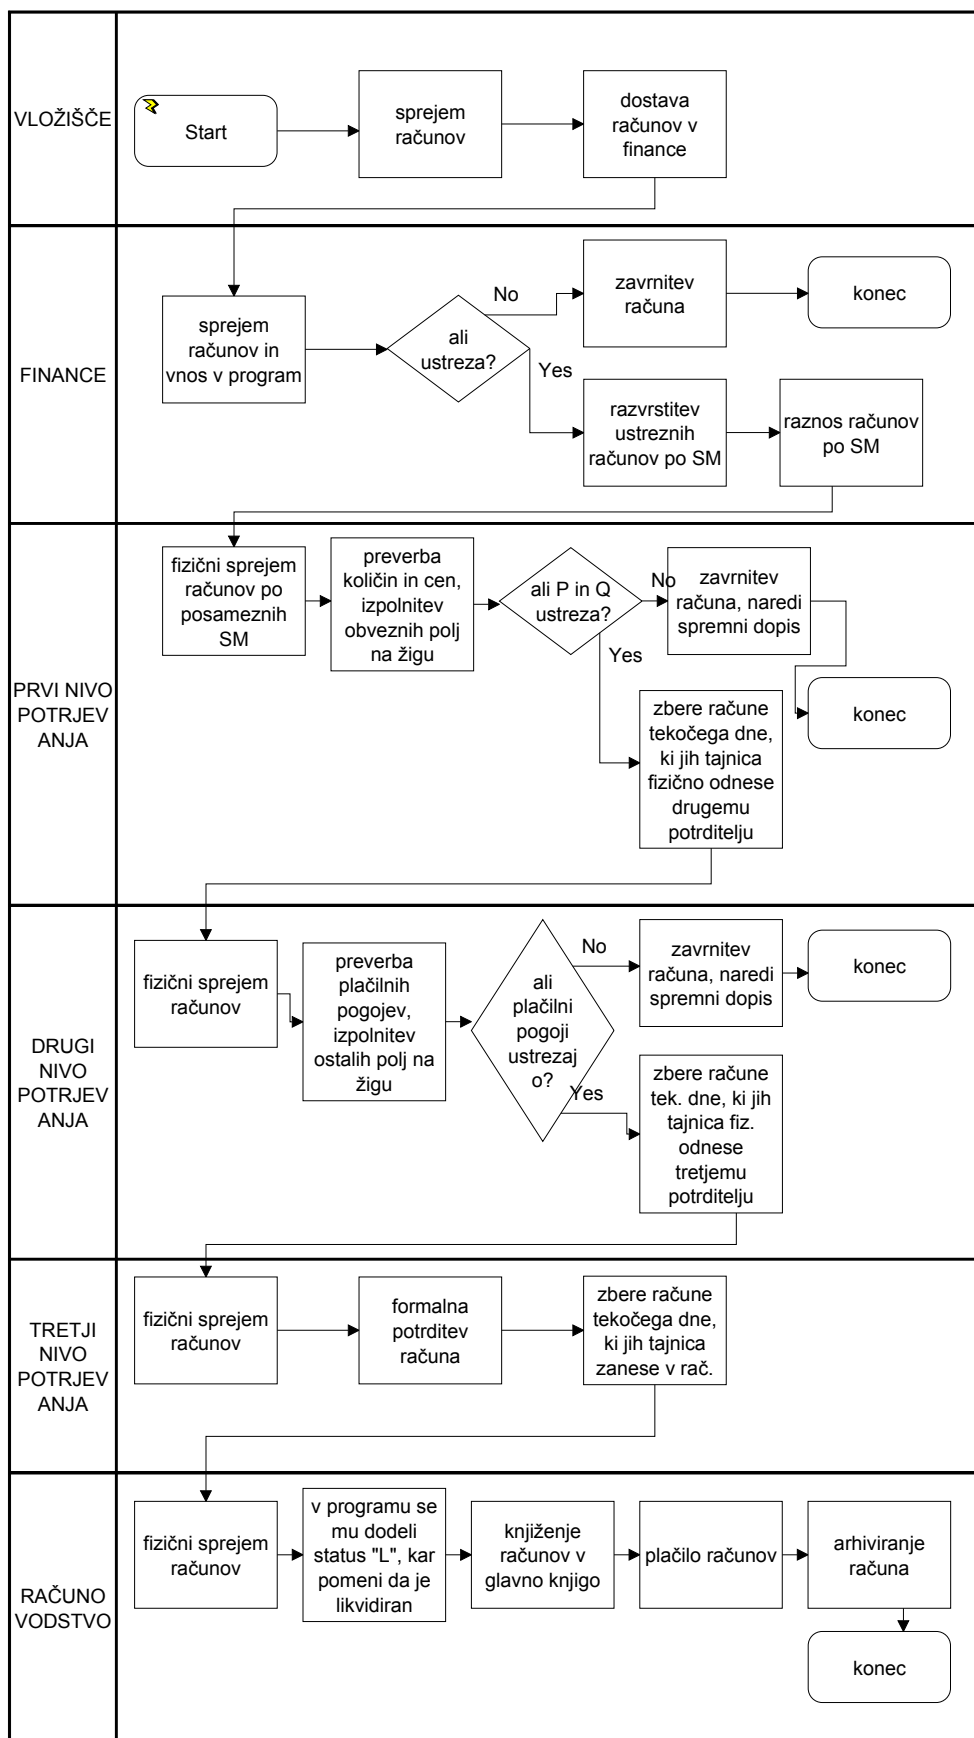 VLOŽIŠČE
Start
sprejem
računov
dostava
računov v
finance
FINANCE
sprejem
računov in
vnos v program
ali
ustreza?
No
zavrnitev
računa
konec
Yes
razvrstitev
ustreznih
računov po SM
raznos računov
po SM
PRVI NIVO
POTRJEV
ANJA
fizični sprejem
računov po
posameznih
SM
preverba
količin in cen,
izpolnitev
obveznih polj
na žigu
ali P in Q
ustreza?
No
zavrnitev
računa, naredi
spremni dopis
konec
Yes
zbere račune
tekočega dne,
ki jih tajnica
fizično odnese
drugemu
potrditelju
DRUGI
NIVO
POTRJEV
ANJA
fizični sprejem
računov
preverba
plačilnih
pogojev,
izpolnitev
ostalih polj na
žigu
ali
plačilni
pogoji
ustrezaj
o?
No
zavrnitev
računa, naredi
spremni dopis
konec
Yes
zbere račune
tek. dne, ki jih
tajnica fiz.
odnese
tretjemu
potrditelju
TRETJI
NIVO
POTRJEV
ANJA
fizični sprejem
računov
formalna
potrditev
računa
zbere račune
tekočega dne,
ki jih tajnica
zanese v rač.
RAČUNO
VODSTVO
fizični sprejem
računov
v programu se
mu dodeli
status "L", kar
pomeni da je
likvidiran
knjiženje
računov v
glavno knjigo
plačilo računov
arhiviranje
računa
konec